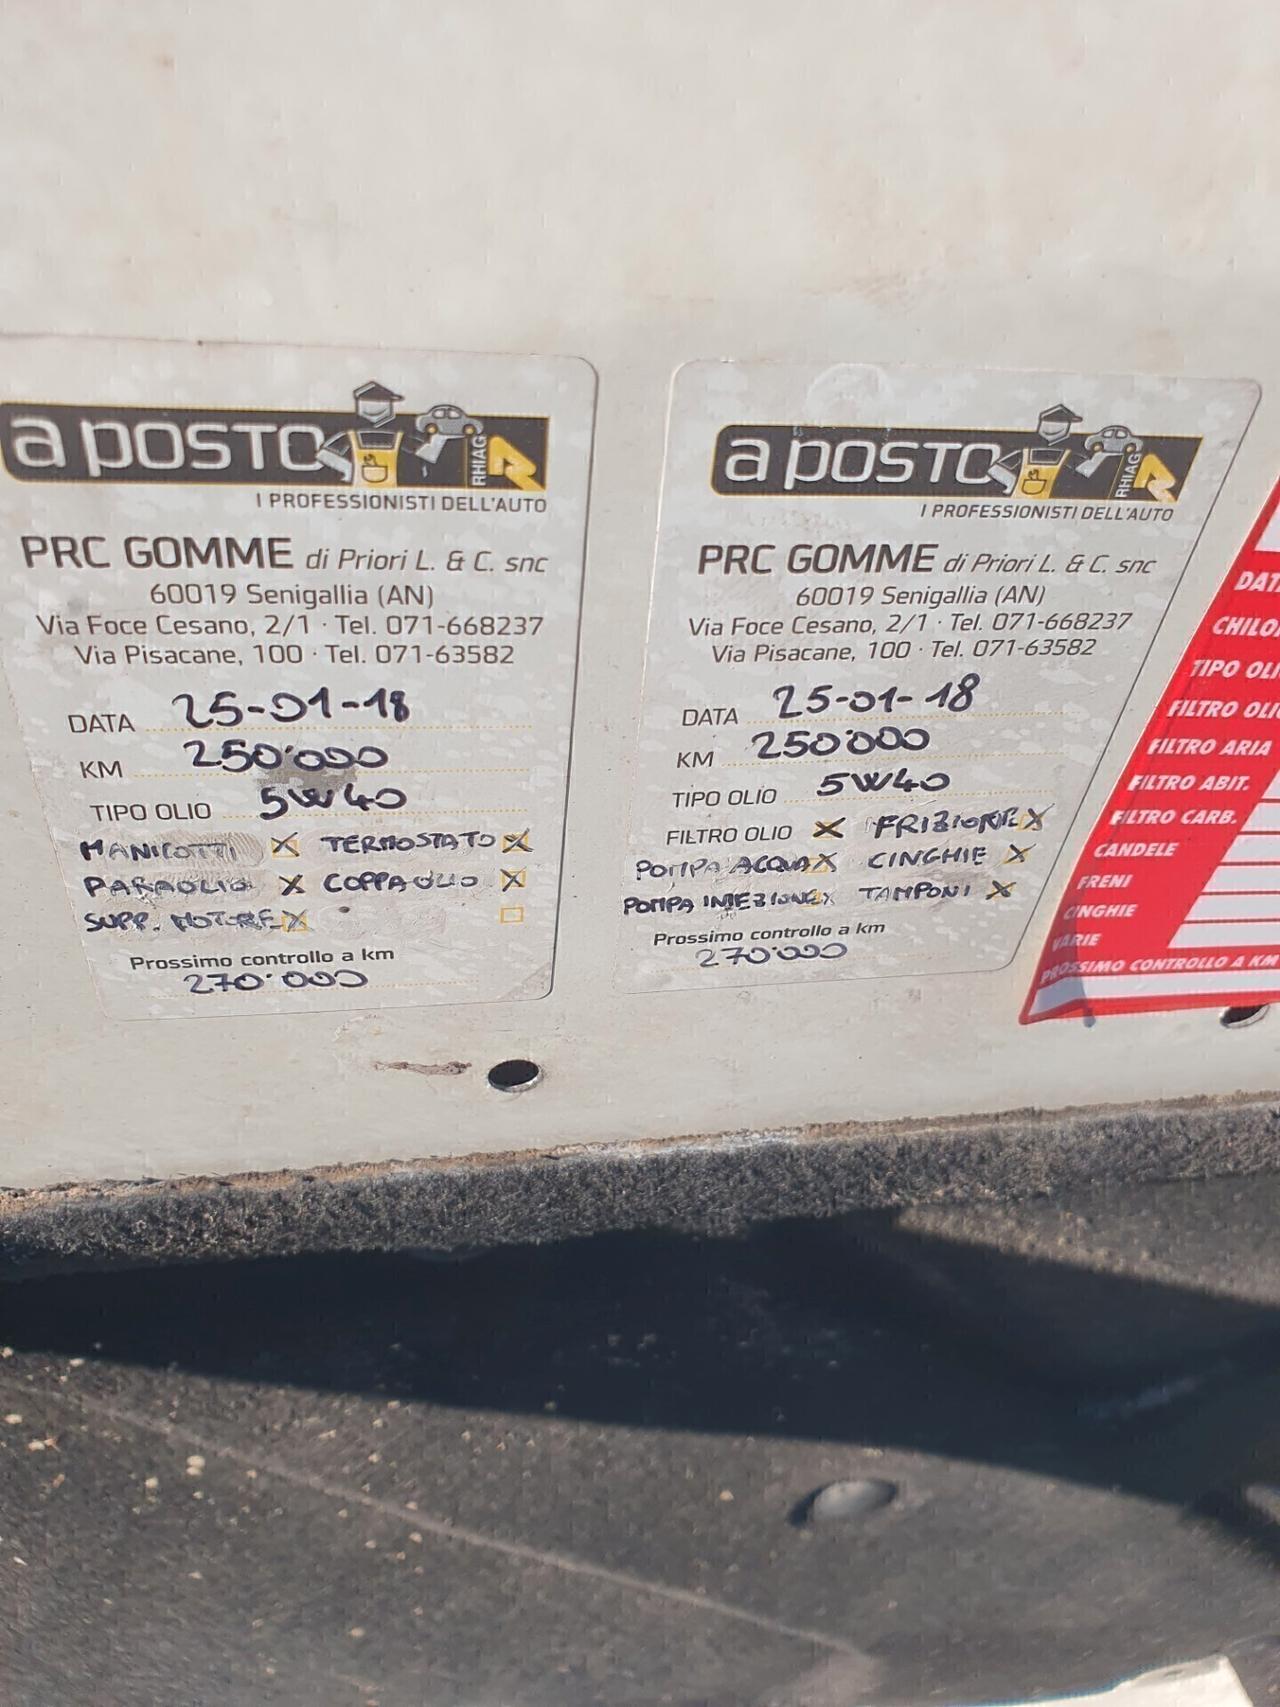 a posto
RHIAG
I PROFESSIONISTI DELL'AUTO
PRC GOMME di Priori L. & C. snc
60019 Senigallia (AN)
Via Foce Cesano, 2/1 · Tel. 071-668237
Via Pisacane, 100 · Tel. 071-63582
DATA 25-01-18
KM 250'000
TIPO OLIO 5W40
MANICOTTI X TERMOSTATO X
PARAOLIO X COPPA OLIO X
SUPP. MOTORE X
Prossimo controllo a km
270'000
a posto
RHIAG
I PROFESSIONISTI DELL'AUTO
PRC GOMME di Priori L. & C. snc
60019 Senigallia (AN)
Via Foce Cesano, 2/1 · Tel. 071-668237
Via Pisacane, 100 · Tel. 071-63582
DATA 25-01-18
KM 250'000
TIPO OLIO 5W40
FILTRO OLIO X FRIZIONE X
POMPA ACQUA X CINGHIE X
POMPA INIEZIONE X TAMPONI X
Prossimo controllo a km
270'000
DATA
CHILOM
TIPO OLI
FILTRO OLI
FILTRO ARIA
FILTRO ABIT.
FILTRO CARB.
CANDELE
FRENI
CINGHIE
VARIE
PROSSIMO CONTROLLO A KM